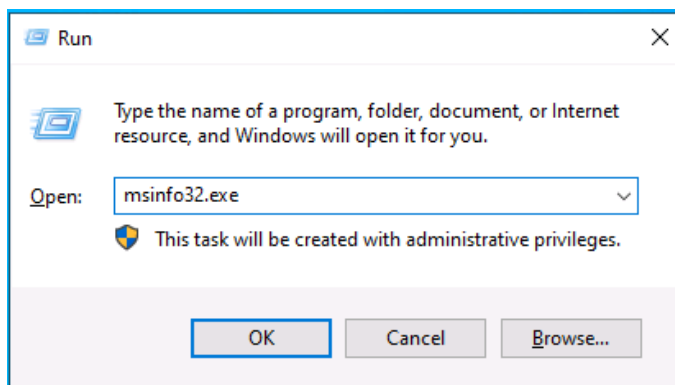 Run
Type the name of a program, folder, document, or Internet
resource, and Windows will open it for you.
Open: msinfo32.exe
This task will be created with administrative privileges.
OK Cancel Browse...